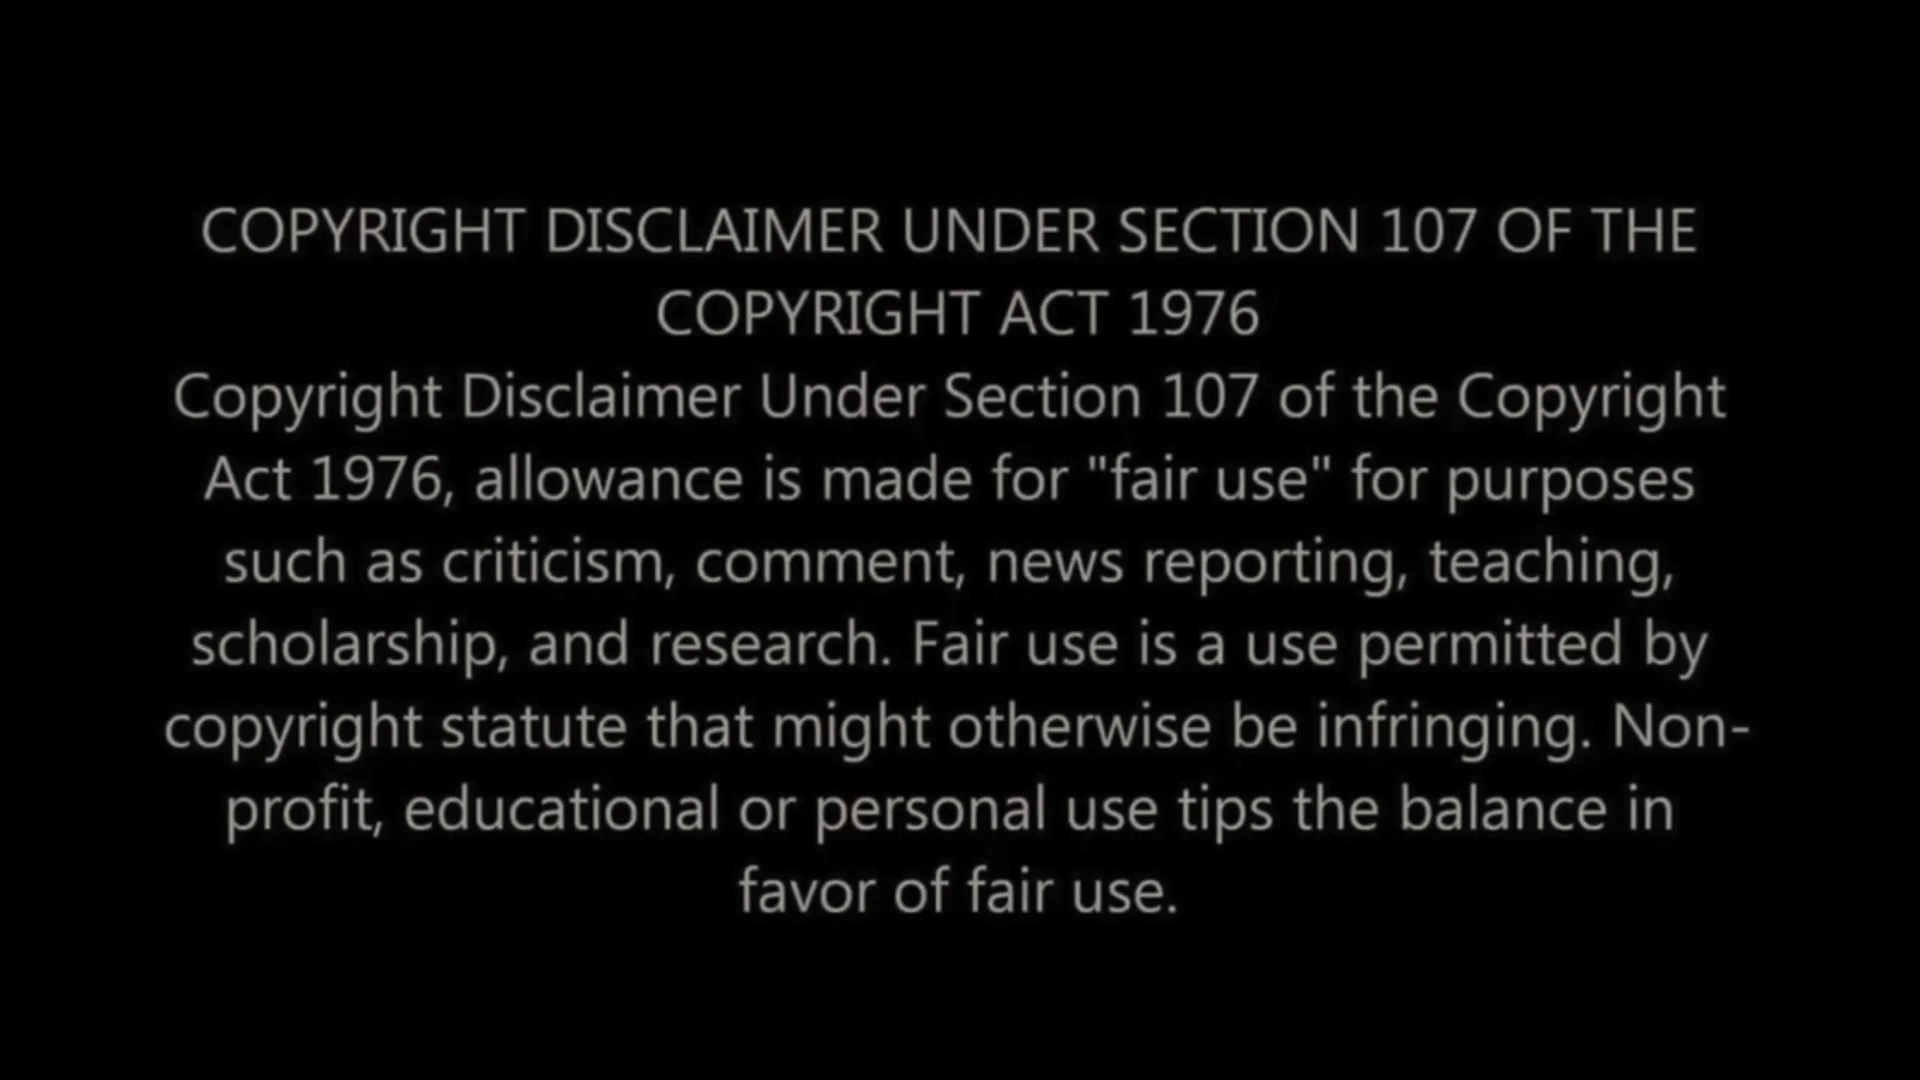 COPYRIGHT DISCLAIMER UNDER SECTION 107 OF THE
COPYRIGHT ACT 1976
Copyright Disclaimer Under Section 107 of the Copyright
Act 1976, allowance is made for "fair use" for purposes
such as criticism, comment, news reporting, teaching,
scholarship, and research. Fair use is a use permitted by
copyright statute that might otherwise be infringing. Non-
profit, educational or personal use tips the balance in
favor of fair use.